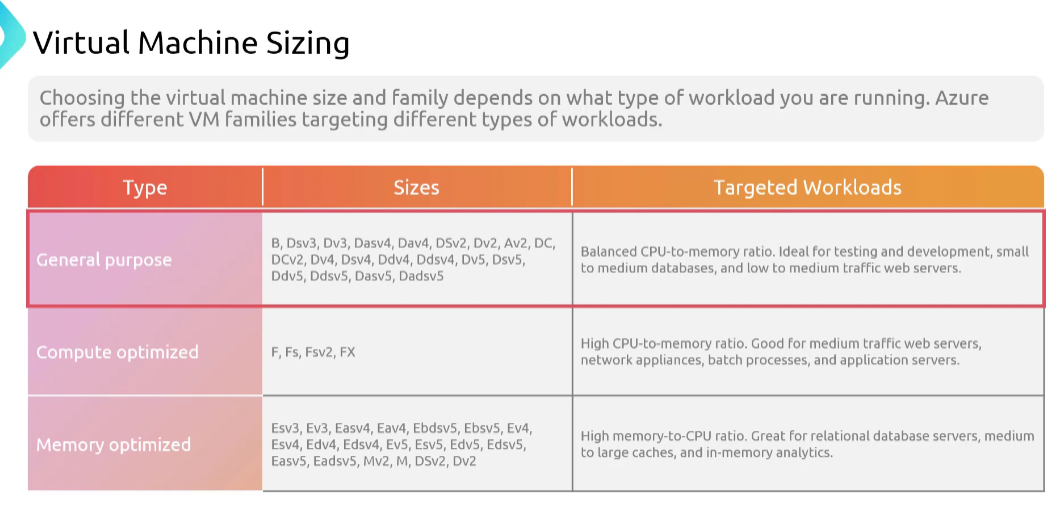 Virtual Machine Sizing
Choosing the virtual machine size and family depends on what type of workload you are running. Azure
offers different VM families targeting different types of workloads.
Type
Sizes
Targeted Workloads
General purpose
B, Dsv3, Dv3, Dasv4, Dav4, DSv2, Dv2, Av2, DC,
DCv2, Dv4, Dsv4, Ddv4, Ddsv4, Dv5, Dsv5,
Ddv5, Ddsv5, Dasv5, Dadsv5
Balanced CPU-to-memory ratio. Ideal for testing and development, small
to medium databases, and low to medium traffic web servers.
Compute optimized
F, Fs, Fsv2, FX
High CPU-to-memory ratio. Good for medium traffic web servers,
network appliances, batch processes, and application servers.
Memory optimized
Esv3, Ev3, Easv4, Eav4, Ebdsv5, Ebsv5, Ev4,
Esv4, Edv4, Edsv4, Ev5, Esv5, Edv5, Edsv5,
Easv5, Eadsv5, Mv2, M, DSv2, Dv2
High memory-to-CPU ratio. Great for relational database servers, medium
to large caches, and in-memory analytics.